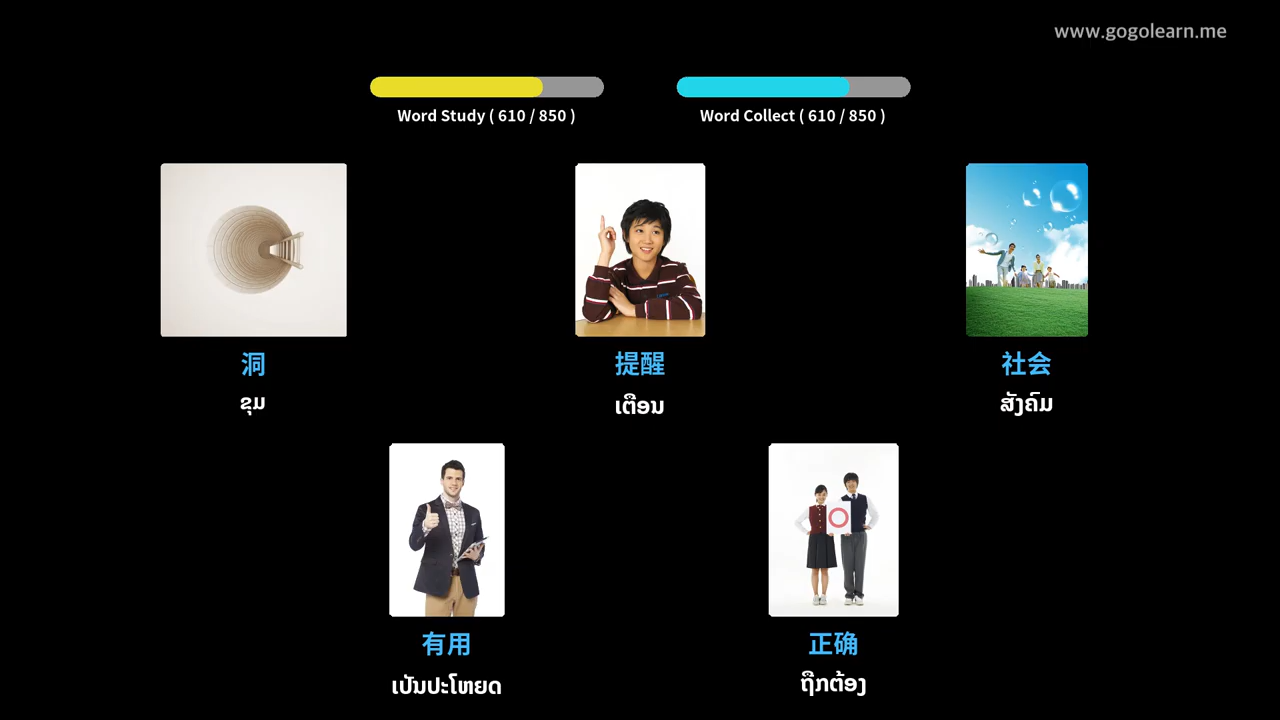 www.gogolearn.me
Word Study ( 610 / 850 )
Word Collect ( 610 / 850 )
洞
ຂຸມ
提醒
ເຕືອນ
社会
ສັງຄົມ
有用
ເປັນປະໂຫຍດ
正确
ຖືກຕ້ອງ